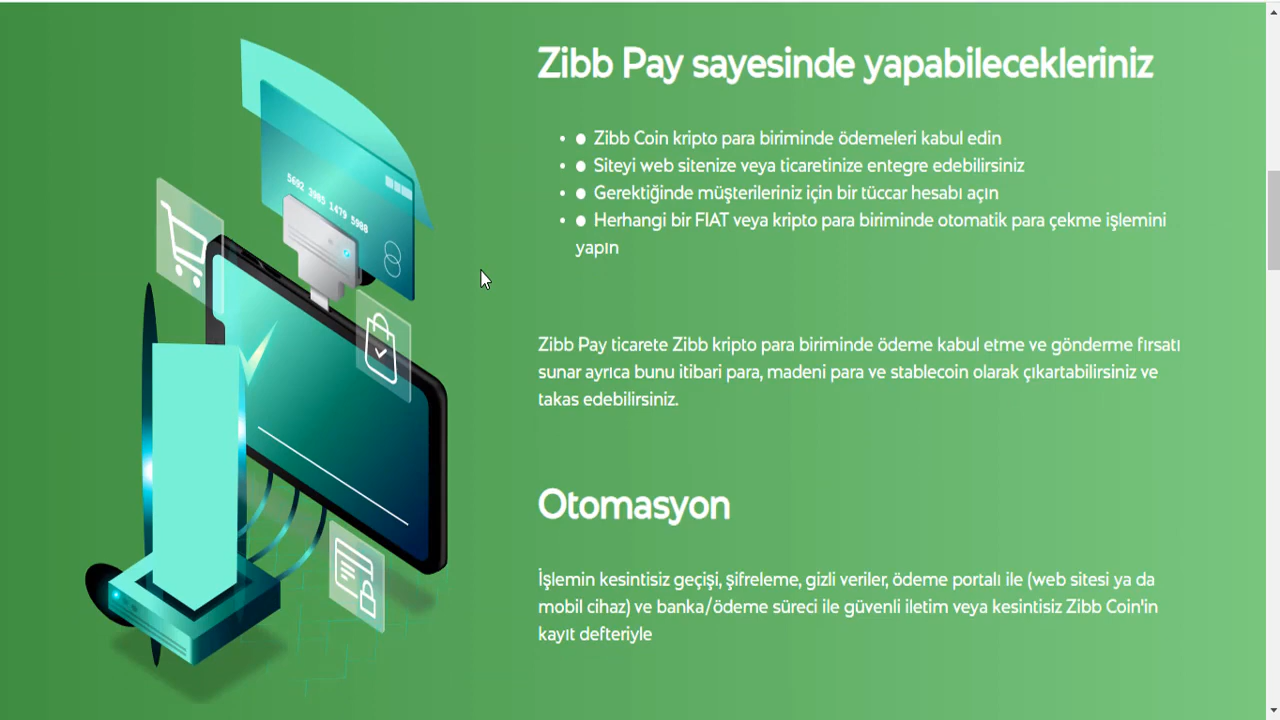 Zibb Pay sayesinde yapabilecekleriniz
• ● Zibb Coin kripto para biriminde ödemeleri kabul edin
• ● Siteyi web sitenize veya ticaretinize entegre edebilirsiniz
• ● Gerektiğinde müşterileriniz için bir tüccar hesabı açın
• ● Herhangi bir FIAT veya kripto para biriminde otomatik para çekme işlemini
yapın
5692 3985 1479 5988
Zibb Pay ticarete Zibb kripto para biriminde ödeme kabul etme ve gönderme fırsatı
sunar ayrıca bunu itibari para, madeni para ve stablecoin olarak çıkartabilirsiniz ve
takas edebilirsiniz.
Otomasyon
İşlemin kesintisiz geçişi, şifreleme, gizli veriler, ödeme portalı ile (web sitesi ya da
mobil cihaz) ve banka/ödeme süreci ile güvenli iletim veya kesintisiz Zibb Coin'in
kayıt defteriyle